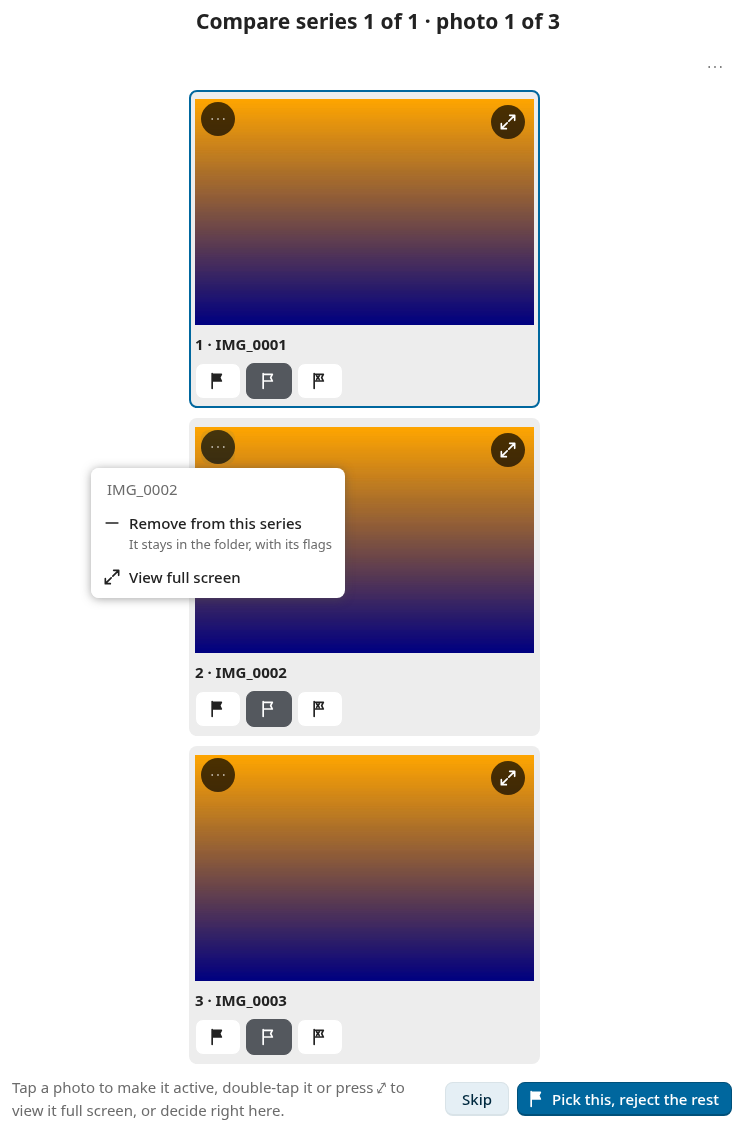 Compare series 1 of 1 · photo 1 of 3
...
...
1 · IMG_0001
...
IMG_0002
Remove from this series
It stays in the folder, with its flags
View full screen
2 · IMG_0002
...
3 · IMG_0003
Tap a photo to make it active, double-tap it or press ⤢ to
view it full screen, or decide right here.
Skip
Pick this, reject the rest